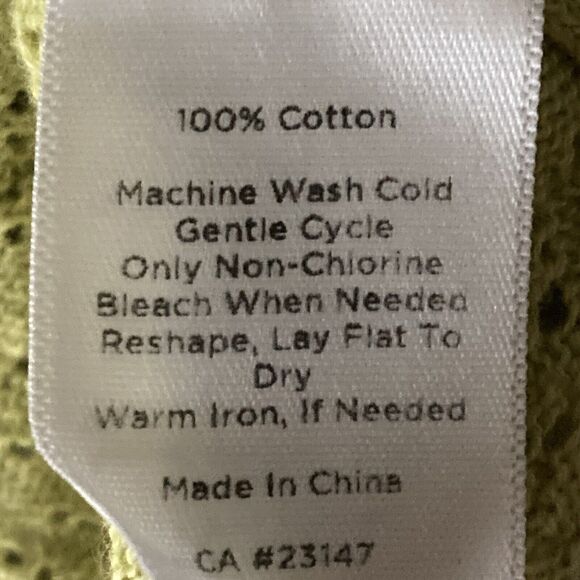 100% Cotton
Machine Wash Cold
Gentle Cycle
Only Non-Chlorine
Bleach When Needed
Reshape, Lay Flat To
Dry
Warm Iron, If Needed
Made In China
CA #23147